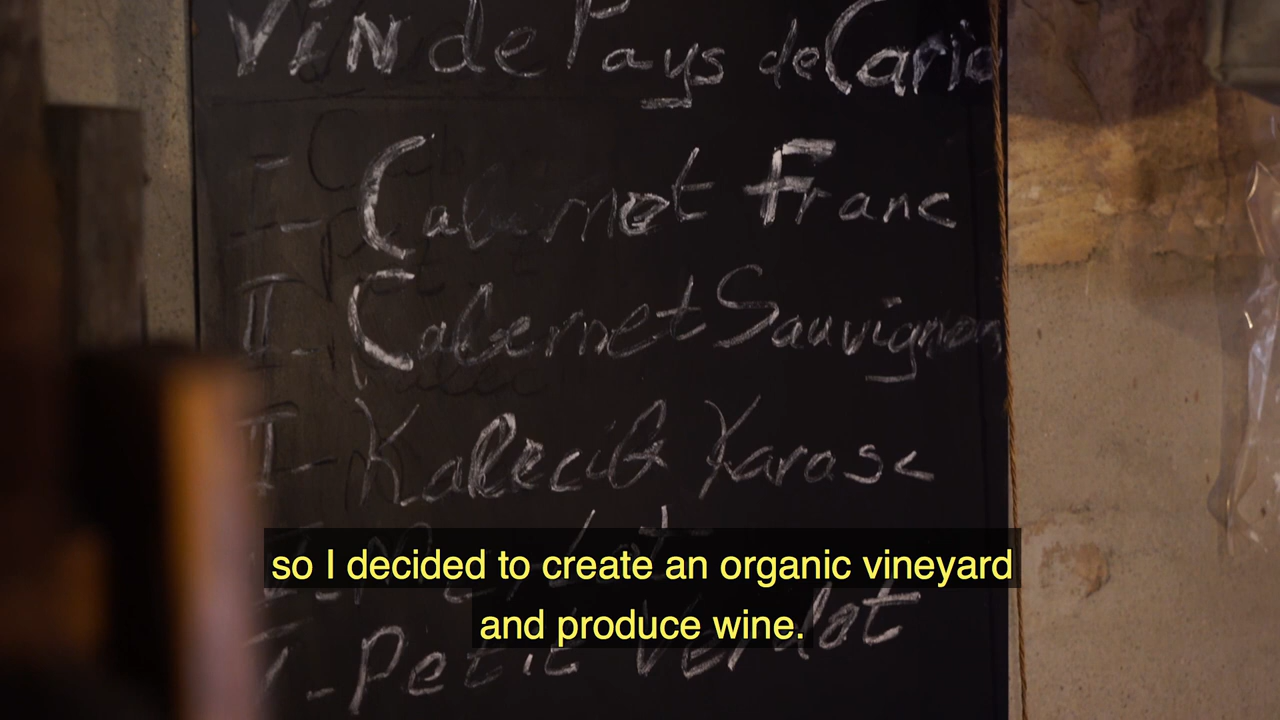 ViN de Pays de Caria
I- Cabernet Franc
II- Cabernet Sauvignon
I- Kalecik Karası
so I decided to create an organic vineyard
and produce wine.
- Petit Verdot